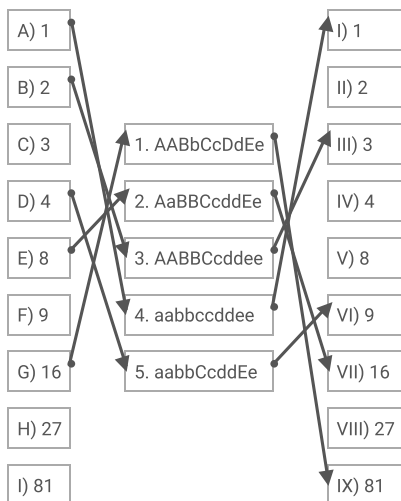 A) 1
B) 2
C) 3
D) 4
E) 8
F) 9
G) 16
H) 27
I) 81
1. AABbCcDdEe
2. AaBBCcddEe
3. AABBCcddee
4. aabbccddee
5. aabbCcddEe
I) 1
II) 2
III) 3
IV) 4
V) 8
VI) 9
VII) 16
VIII) 27
IX) 81